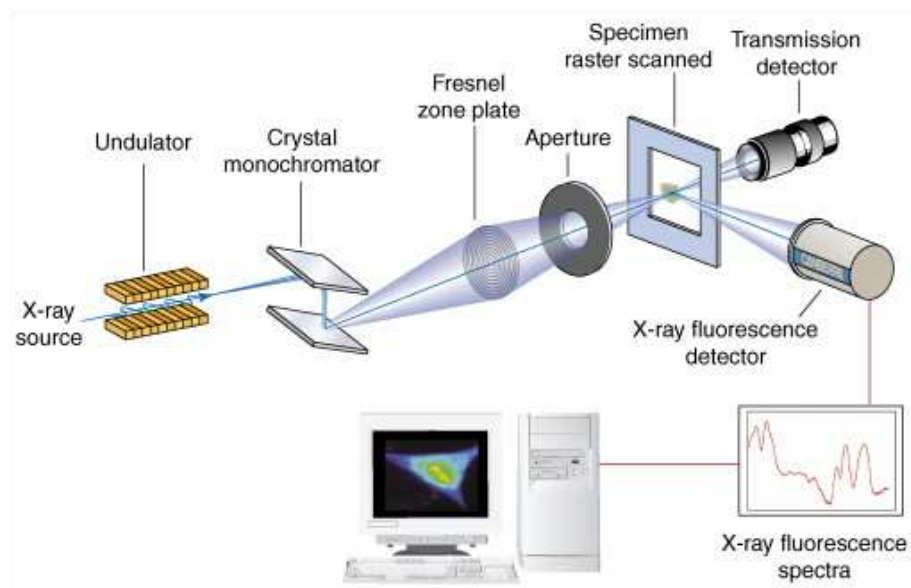 Specimen
raster scanned
Transmission
detector
Fresnel
zone plate
Undulator
Crystal
monochromator
Aperture
X-ray
source
X-ray fluorescence
detector
X-ray fluorescence
spectra